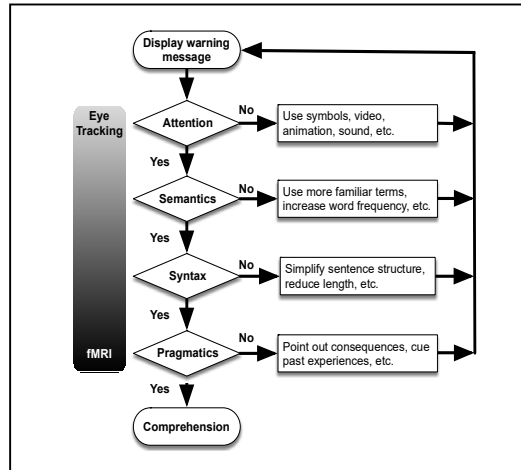 Display warning
message
Eye
Tracking
Attention
No
Use symbols, video,
animation, sound, etc.
Yes
Semantics
No
Use more familiar terms,
increase word frequency, etc.
Yes
Syntax
No
Simplify sentence structure,
reduce length, etc.
Yes
fMRI
Pragmatics
No
Point out consequences, cue
past experiences, etc.
Yes
Comprehension